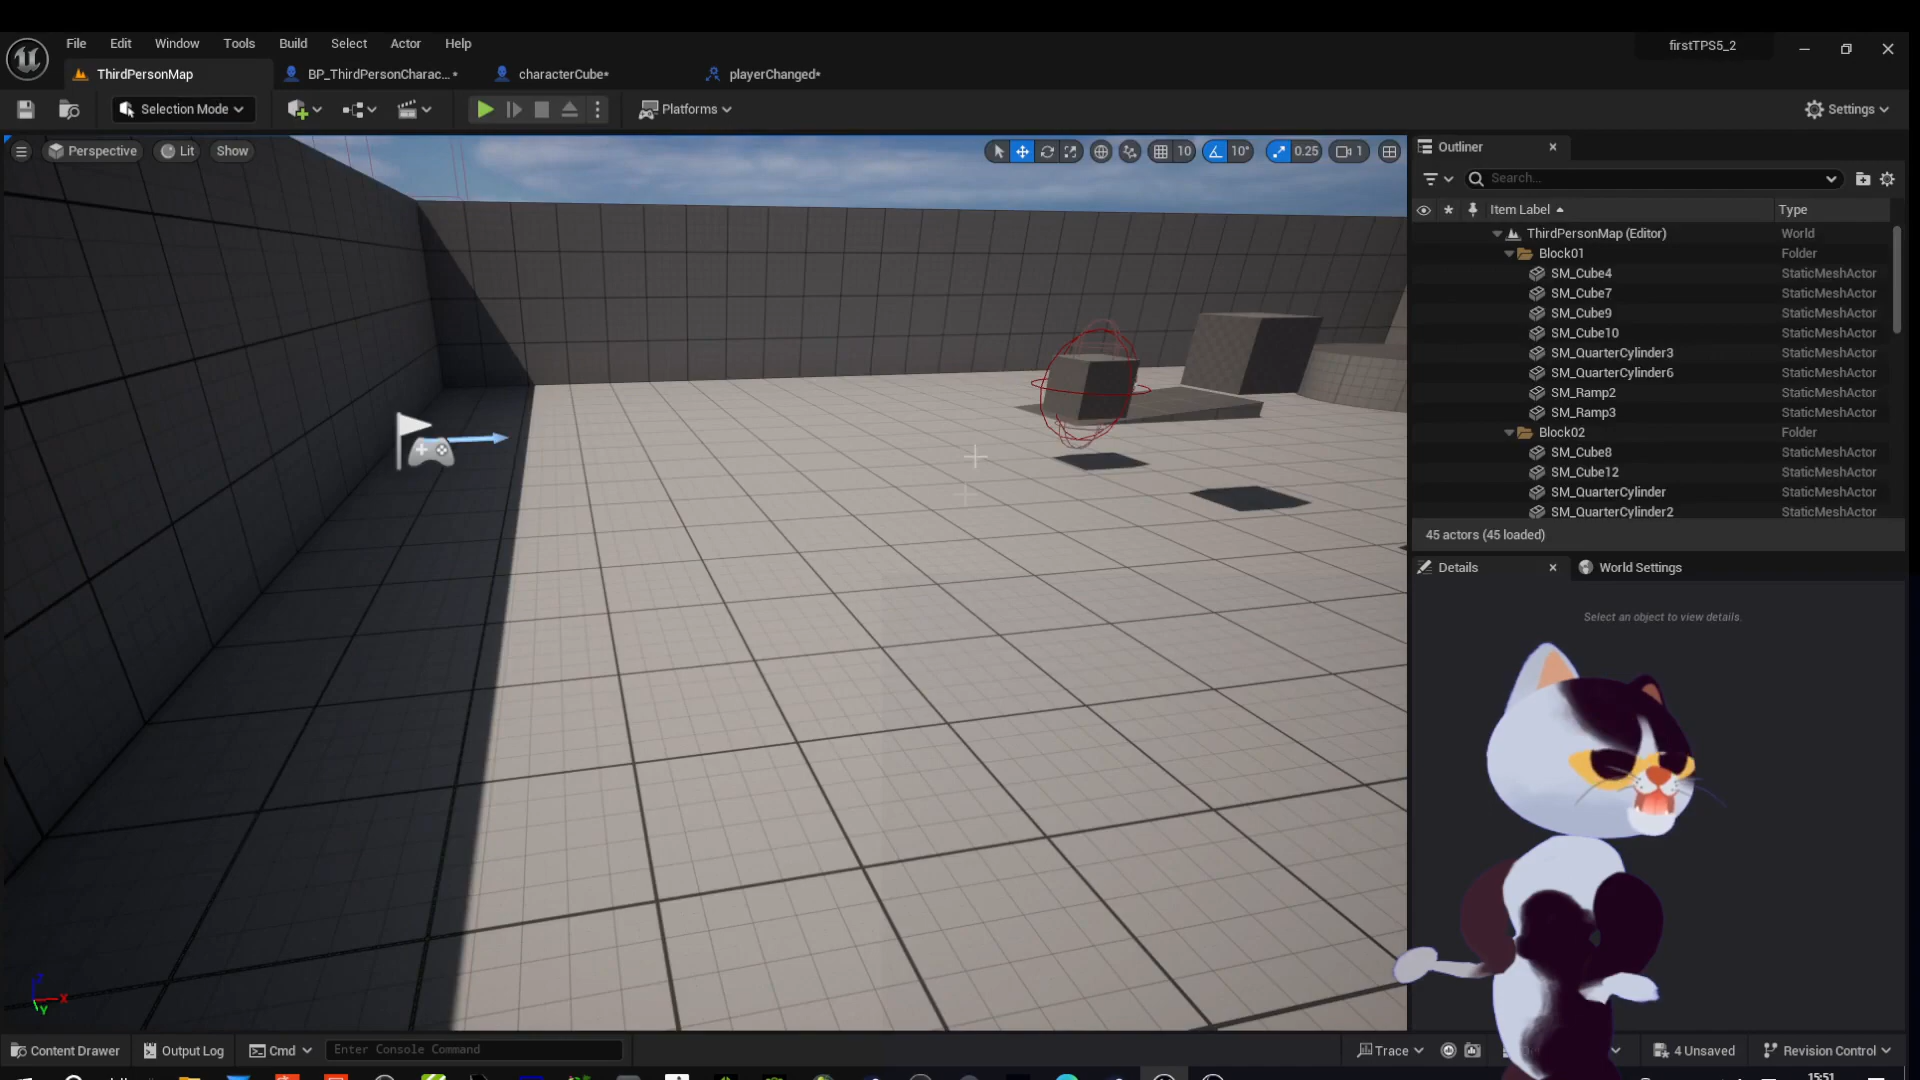 File Edit Window Tools Build Select Actor Help
firstTPS5_2
ThirdPersonMap
BP_ThirdPersonCharac...*
characterCube*
playerChanged*
Selection Mode
Platforms
Settings
Perspective
Lit
Show
10
10°
0.25
1
Outliner
Search...
Item Label
Type
ThirdPersonMap (Editor) World
Block01 Folder
SM_Cube4 StaticMeshActor
SM_Cube7 StaticMeshActor
SM_Cube9 StaticMeshActor
SM_Cube10 StaticMeshActor
SM_QuarterCylinder3 StaticMeshActor
SM_QuarterCylinder6 StaticMeshActor
SM_Ramp2 StaticMeshActor
SM_Ramp3 StaticMeshActor
Block02 Folder
SM_Cube8 StaticMeshActor
SM_Cube12 StaticMeshActor
SM_QuarterCylinder StaticMeshActor
SM_QuarterCylinder2 StaticMeshActor
45 actors (45 loaded)
Details
World Settings
Select an object to view details.
Z
X
Y
Content Drawer
Output Log
Cmd
Enter Console Command
Trace
4 Unsaved
Revision Control
15:51